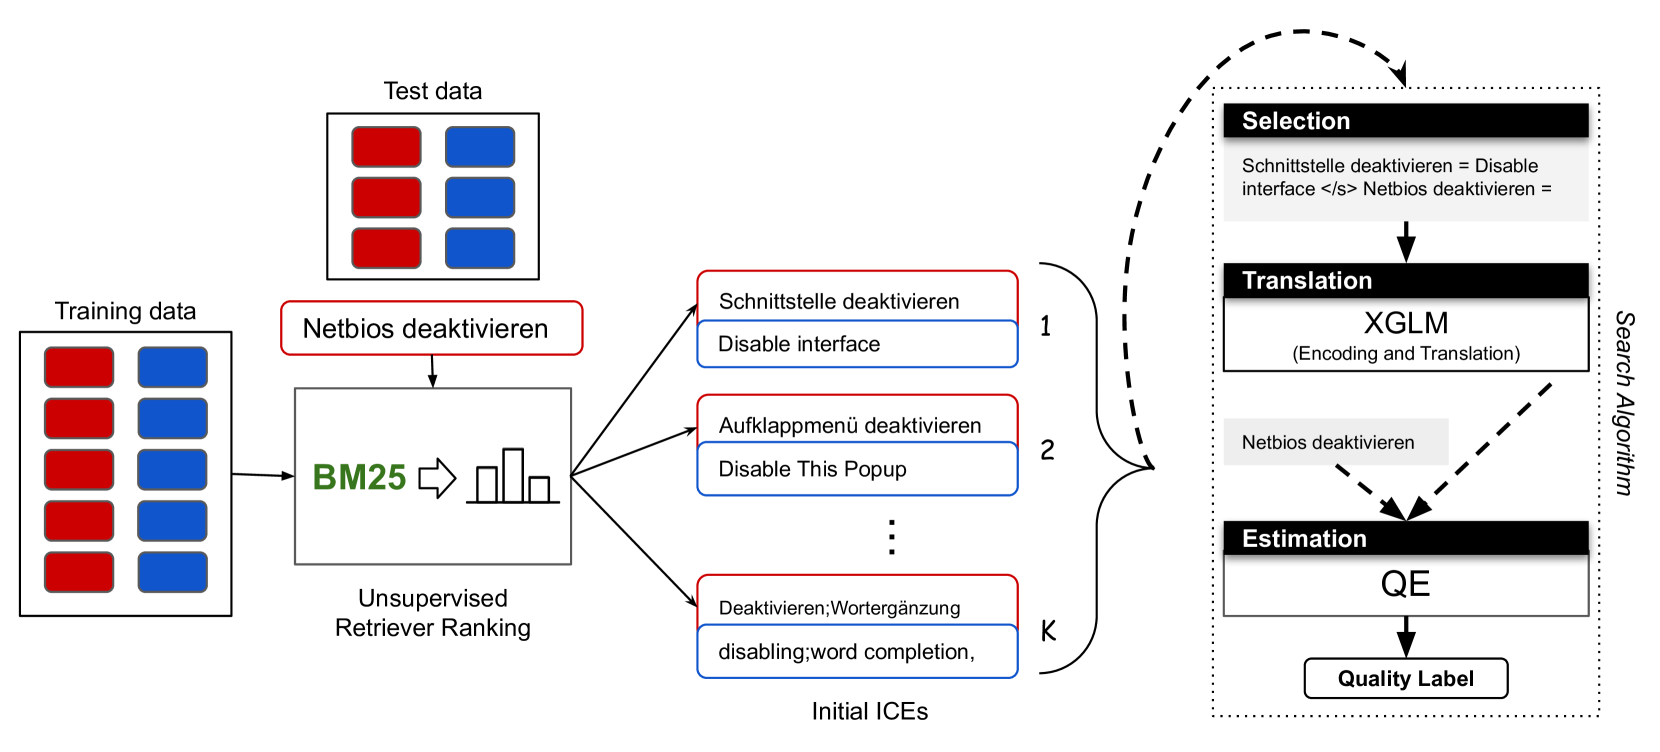 Test data
Training data
Netbios deaktivieren
BM25
Unsupervised
Retriever Ranking
Schnittstelle deaktivieren
Disable interface
1
Aufklappmenü deaktivieren
Disable This Popup
2
⋮
Deaktivieren;Wortergänzung
disabling;word completion,
K
Initial ICEs
Selection
Schnittstelle deaktivieren = Disable
interface </s> Netbios deaktivieren =
Translation
XGLM
(Encoding and Translation)
Netbios deaktivieren
Estimation
QE
Quality Label
Search Algorithm